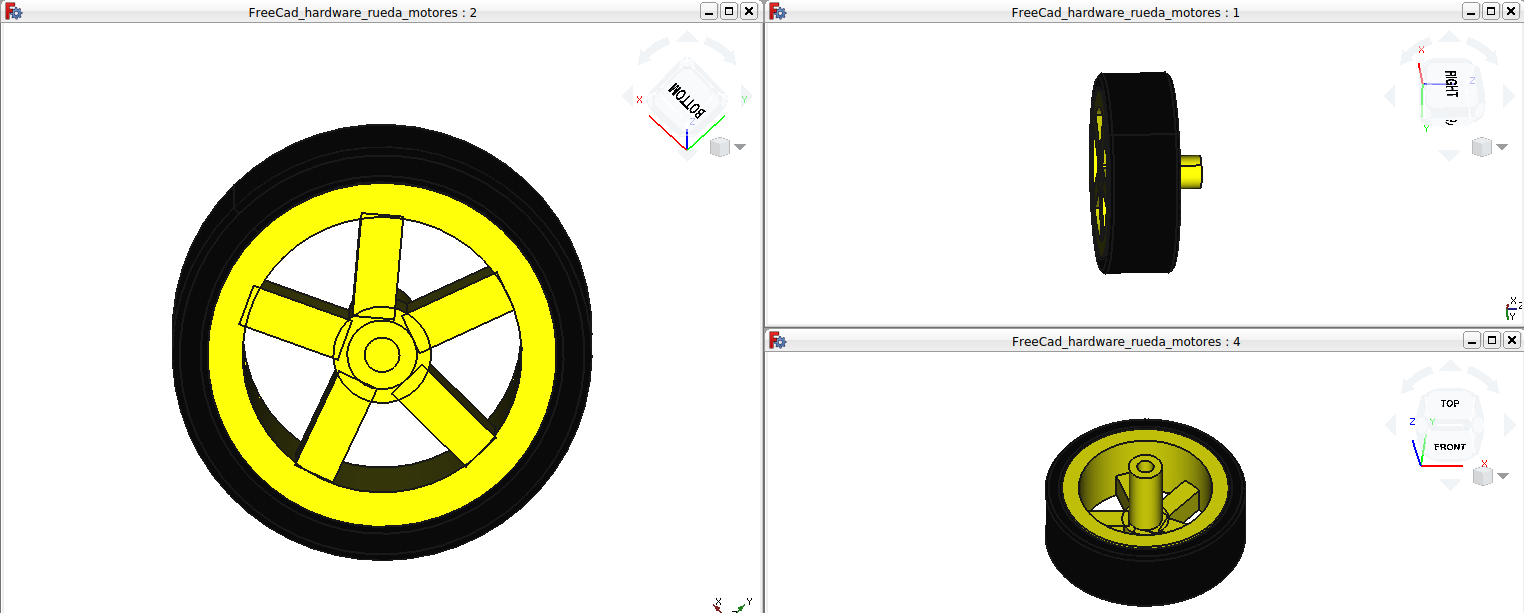 FreeCad_hardware_rueda_motores : 2
X
BOTTOM
Y
Z
X
Y
FreeCad_hardware_rueda_motores : 1
X
RIGHT
Z
Y
X
Z
Y
FreeCad_hardware_rueda_motores : 4
TOP
Z
Y
FRONT
X